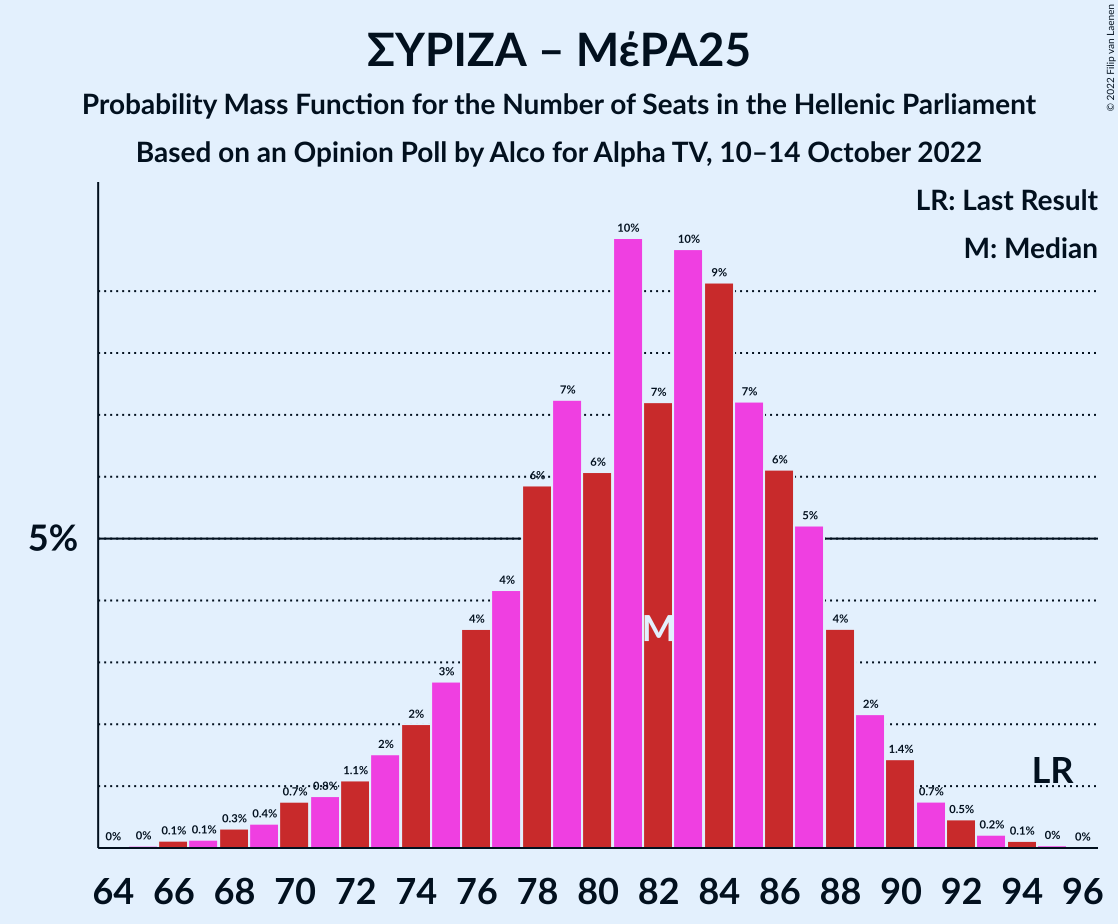 ΣΥΡΙΖΑ – ΜέΡΑ25
Probability Mass Function for the Number of Seats in the Hellenic Parliament
Based on an Opinion Poll by Alco for Alpha TV, 10–14 October 2022
© 2022 Filip van Laenen
LR: Last Result
M: Median
5%
0% 0% 0.1% 0.1% 0.3% 0.4% 0.7% 0.8% 1.1% 2% 2% 3% 4% 4% 6% 7% 6% 10% 7% 10% 9% 7% 6% 5% 4% 2% 1.4% 0.7% 0.5% 0.2% 0.1% 0% 0%
M
LR
64 66 68 70 72 74 76 78 80 82 84 86 88 90 92 94 96